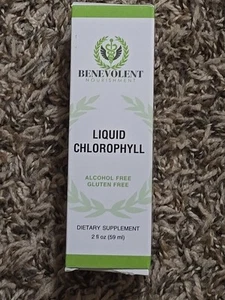 BENEVOLENT
NOURISHMENT
LIQUID
CHLOROPHYLL
ALCOHOL FREE
GLUTEN FREE
DIETARY SUPPLEMENT
2 fl oz (59 ml)